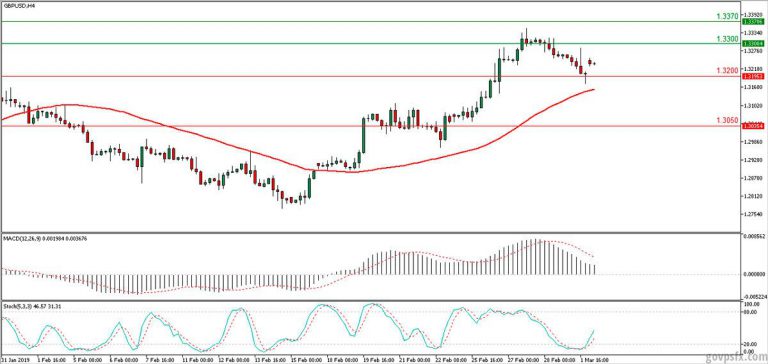 GBPUSD,H4
1.3370
1.3300
1.3200
1.3050
1.33920
1.33706
1.33340
1.33004
1.32760
1.32180
1.31953
1.31600
1.31020
1.30354
1.29860
1.29280
1.28700
1.28120
1.27540
MACD(12,26,9) 0.001984 0.003676
0.008562
0.000000
-0.005224
Stoch(5,3,3) 46.57 31.31
100
80
20
0
31 Jan 2019
1 Feb 16:00
5 Feb 00:00
6 Feb 08:00
7 Feb 16:00
11 Feb 00:00
12 Feb 08:00
13 Feb 16:00
15 Feb 00:00
18 Feb 08:00
19 Feb 16:00
21 Feb 00:00
22 Feb 08:00
25 Feb 16:00
27 Feb 00:00
28 Feb 08:00
1 Mar 16:00
govpsfx.com